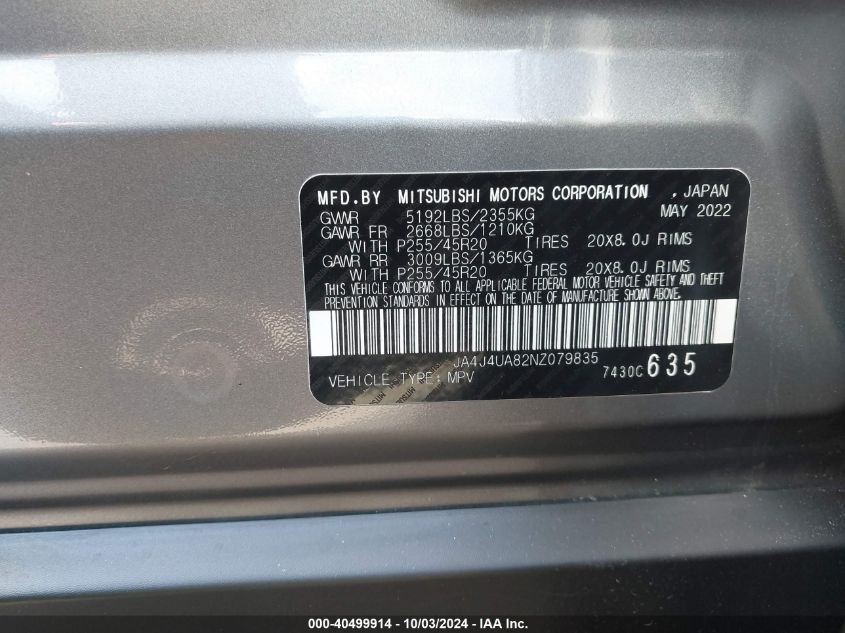 MFD.BY MITSUBISHI MOTORS CORPORATION , JAPAN
GVWR 5192LBS/2355KG MAY 2022
GAWR FR 2668LBS/1210KG
WITH P255/45R20 TIRES 20X8.0J RIMS
GAWR RR 3009LBS/1365KG
WITH P255/45R20 TIRES 20X8.0J RIMS
THIS VEHICLE CONFORMS TO ALL APPLICABLE FEDERAL MOTOR VEHICLE SAFETY AND THEFT
PREVENTION STANDARDS IN EFFECT ON THE DATE OF MANUFACTURE SHOWN ABOVE.
JA4J4UA82NZ079835
VEHICLE TYPE: MPV 7430C 635
000-40499914 - 10/03/2024 - IAA Inc.